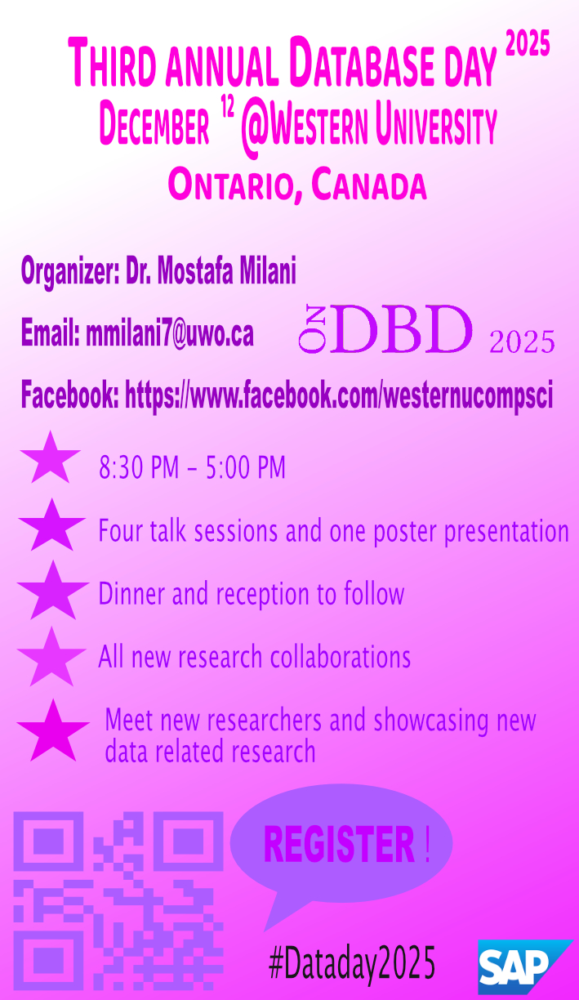 Third annual Database day 2025
December 12 @Western University
Ontario, Canada
Organizer: Dr. Mostafa Milani
Email: mmilani7@uwo.ca
ON DBD 2025
Facebook: https://www.facebook.com/westernucompsci
8:30 PM – 5:00 PM
Four talk sessions and one poster presentation
Dinner and reception to follow
All new research collaborations
Meet new researchers and showcasing new
data related research
REGISTER !
#Dataday2025
SAP